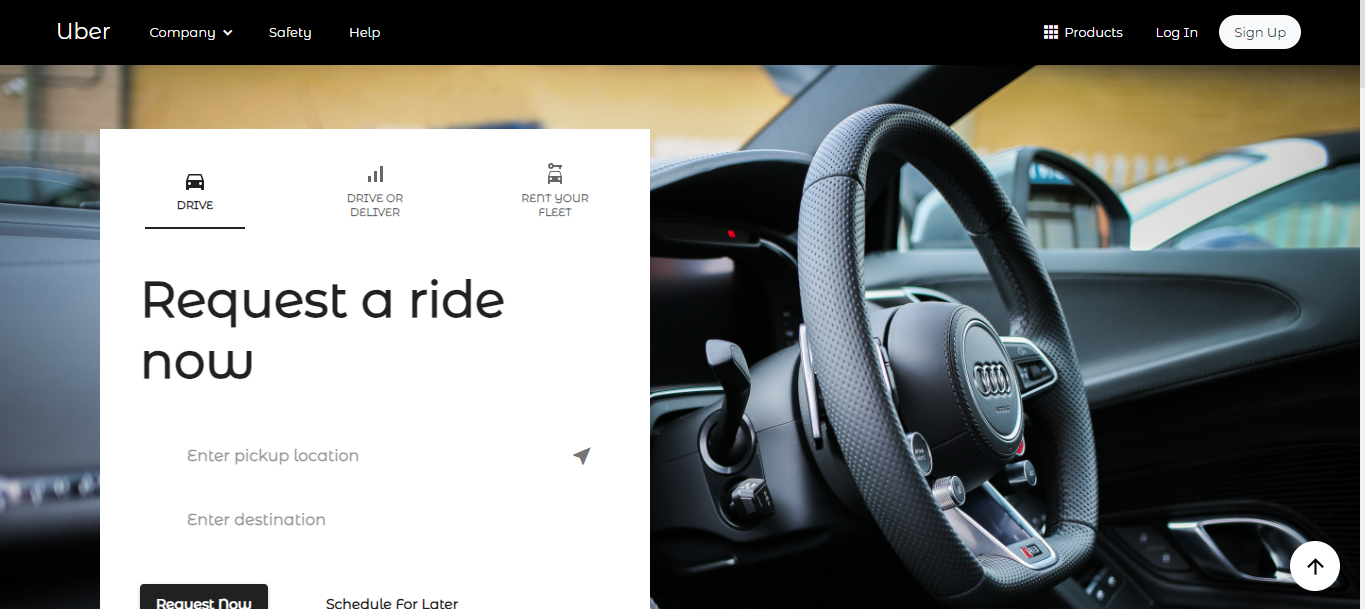 Uber
Company
Safety
Help
Products
Log In
Sign Up
DRIVE
DRIVE OR
DELIVER
RENT YOUR
FLEET
Request a ride
now
Enter pickup location
Enter destination
Request Now
Schedule For Later